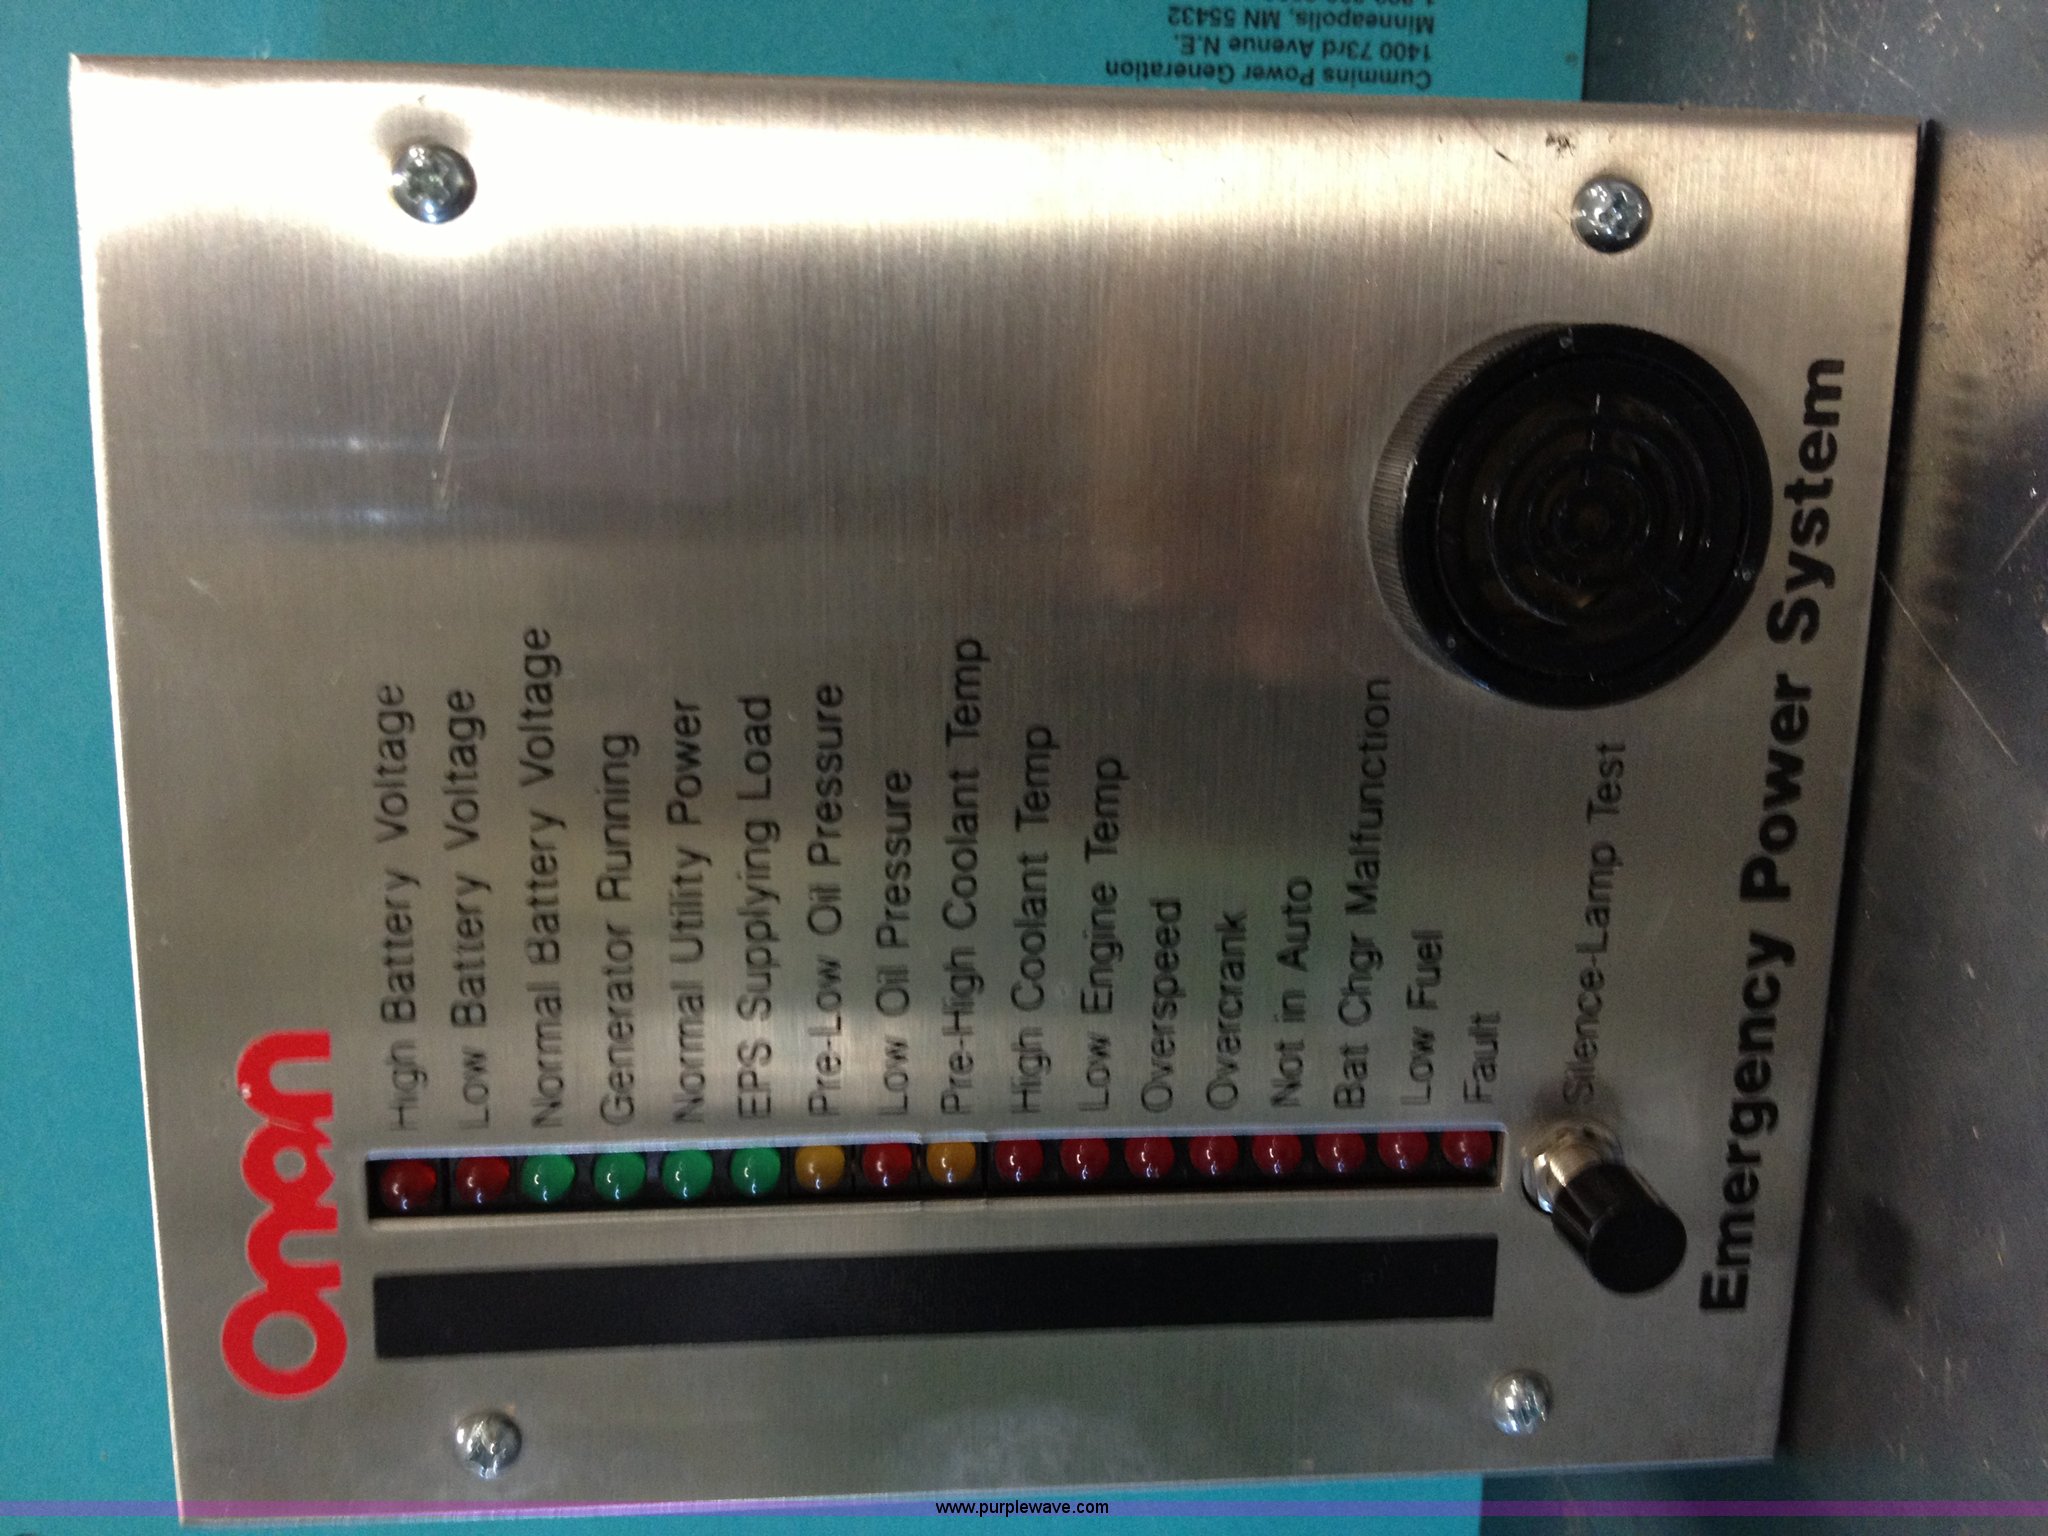 Onan
High Battery Voltage
Low Battery Voltage
Normal Battery Voltage
Generator Running
Normal Utility Power
EPS Supplying Load
Pre-Low Oil Pressure
Low Oil Pressure
Pre-High Coolant Temp
High Coolant Temp
Low Engine Temp
Overspeed
Overcrank
Not in Auto
Bat Chgr Malfunction
Low Fuel
Fault
Silence-Lamp Test
Emergency Power System
Cummins Power Generation
1400 73rd Avenue N.E.
Minneapolis, MN 55432
www.purplewave.com